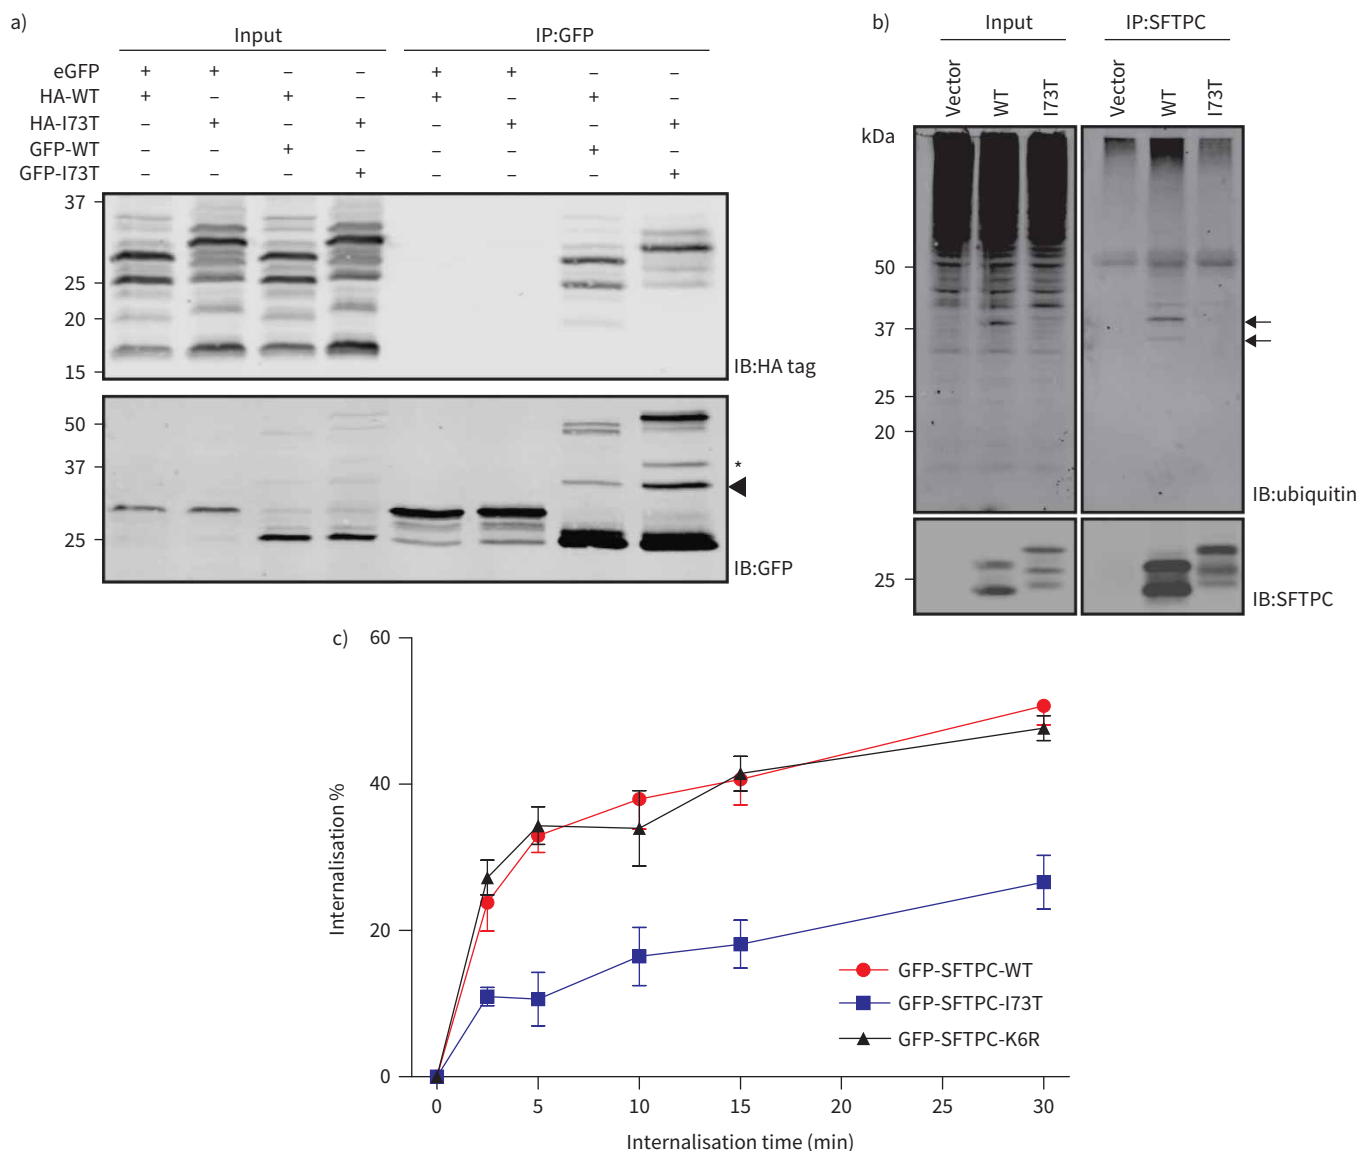 a)
Input IP:GFP
eGFP + + – – + + – –
HA-WT + – + – + – + –
HA-I73T – + – + – + – +
GFP-WT – – + – – – + –
GFP-I73T – – – + – – – +
37
25
20
15
IB:HA tag
50
37
25
*
IB:GFP
b)
Input IP:SFTPC
Vector WT I73T Vector WT I73T
kDa
50
37
25
20
IB:ubiquitin
25
IB:SFTPC
c)
60
40
20
0
Internalisation %
GFP-SFTPC-WT
GFP-SFTPC-I73T
GFP-SFTPC-K6R
0 5 10 15 20 25 30
Internalisation time (min)